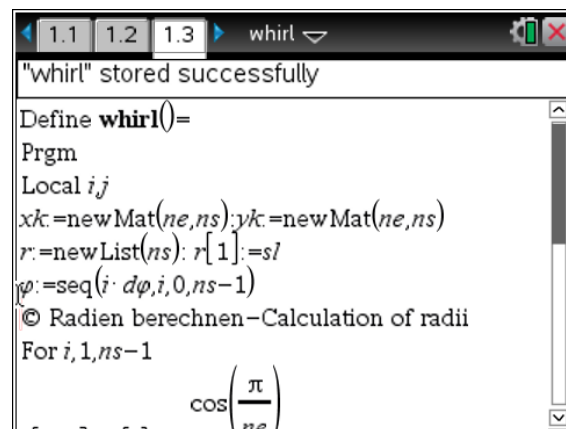 1.1 1.2 1.3 whirl
"whirl" stored successfully
Define whirl()=
Prgm
Local i,j
xk:=newMat(ne,ns):yk:=newMat(ne,ns)
r:=newList(ns): r[1]:=sl
φ:=seq(i· dφ,i,0,ns−1)
© Radien berechnen−Calculation of radii
For i,1,ns−1
cos(π/ne)